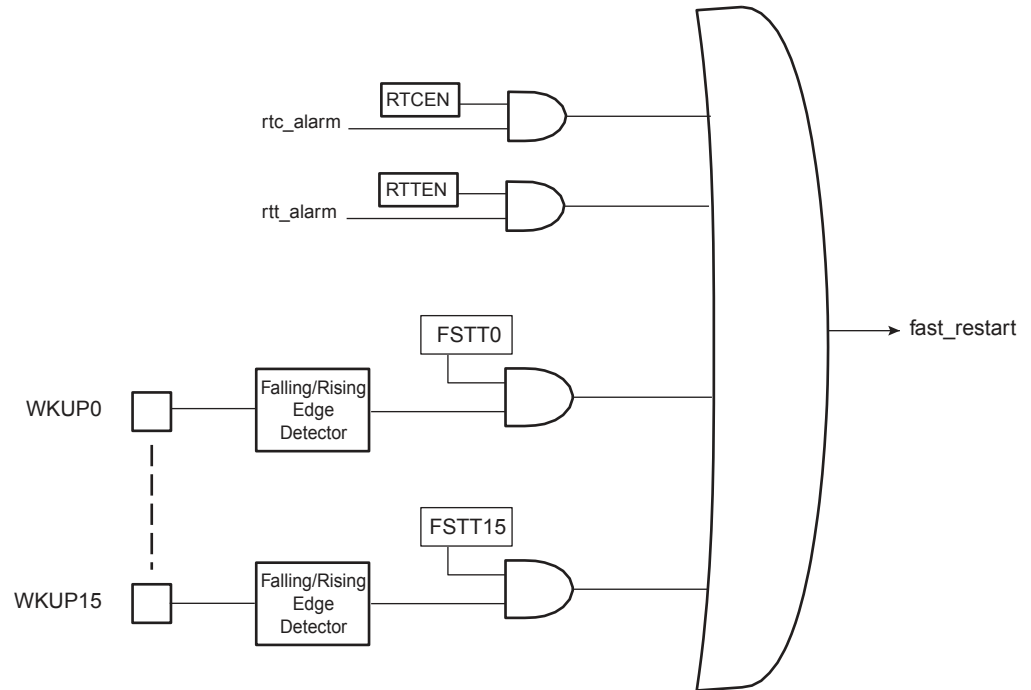 RTCEN
rtc_alarm
RTTEN
rtt_alarm
fast_restart
FSTT0
WKUP0
Falling/Rising
Edge
Detector
FSTT15
WKUP15
Falling/Rising
Edge
Detector